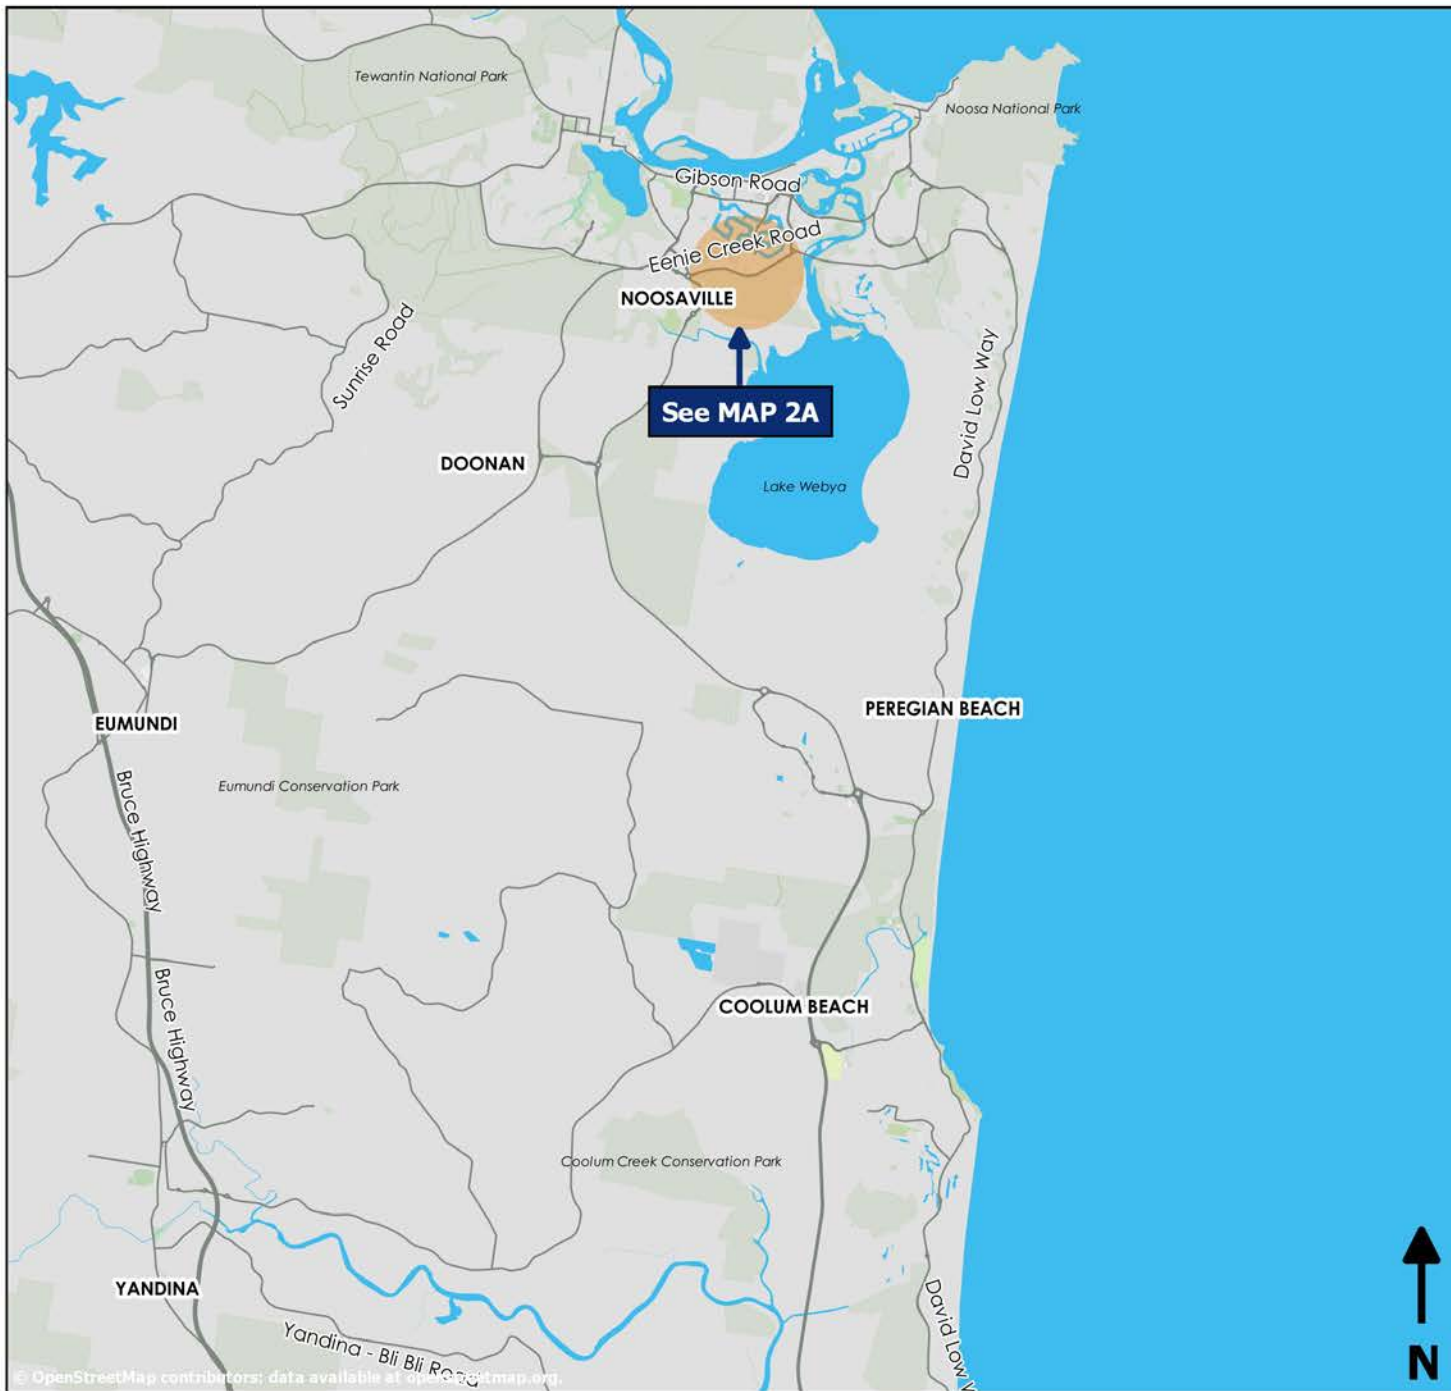 Tewantin National Park
Noosa National Park
Gibson Road
Eenie Creek Road
NOOSAVILLE
Sunrise Road
David Low Way
See MAP 2A
DOONAN
Lake Webya
PEREGIAN BEACH
EUMUNDI
Eumundi Conservation Park
Bruce Highway
Bruce Highway
COOLUM BEACH
Coolum Creek Conservation Park
YANDINA
David Low W
Yandina - Bli Bli Road
N
© OpenStreetMap contributors; data available at openstreetmap.org.